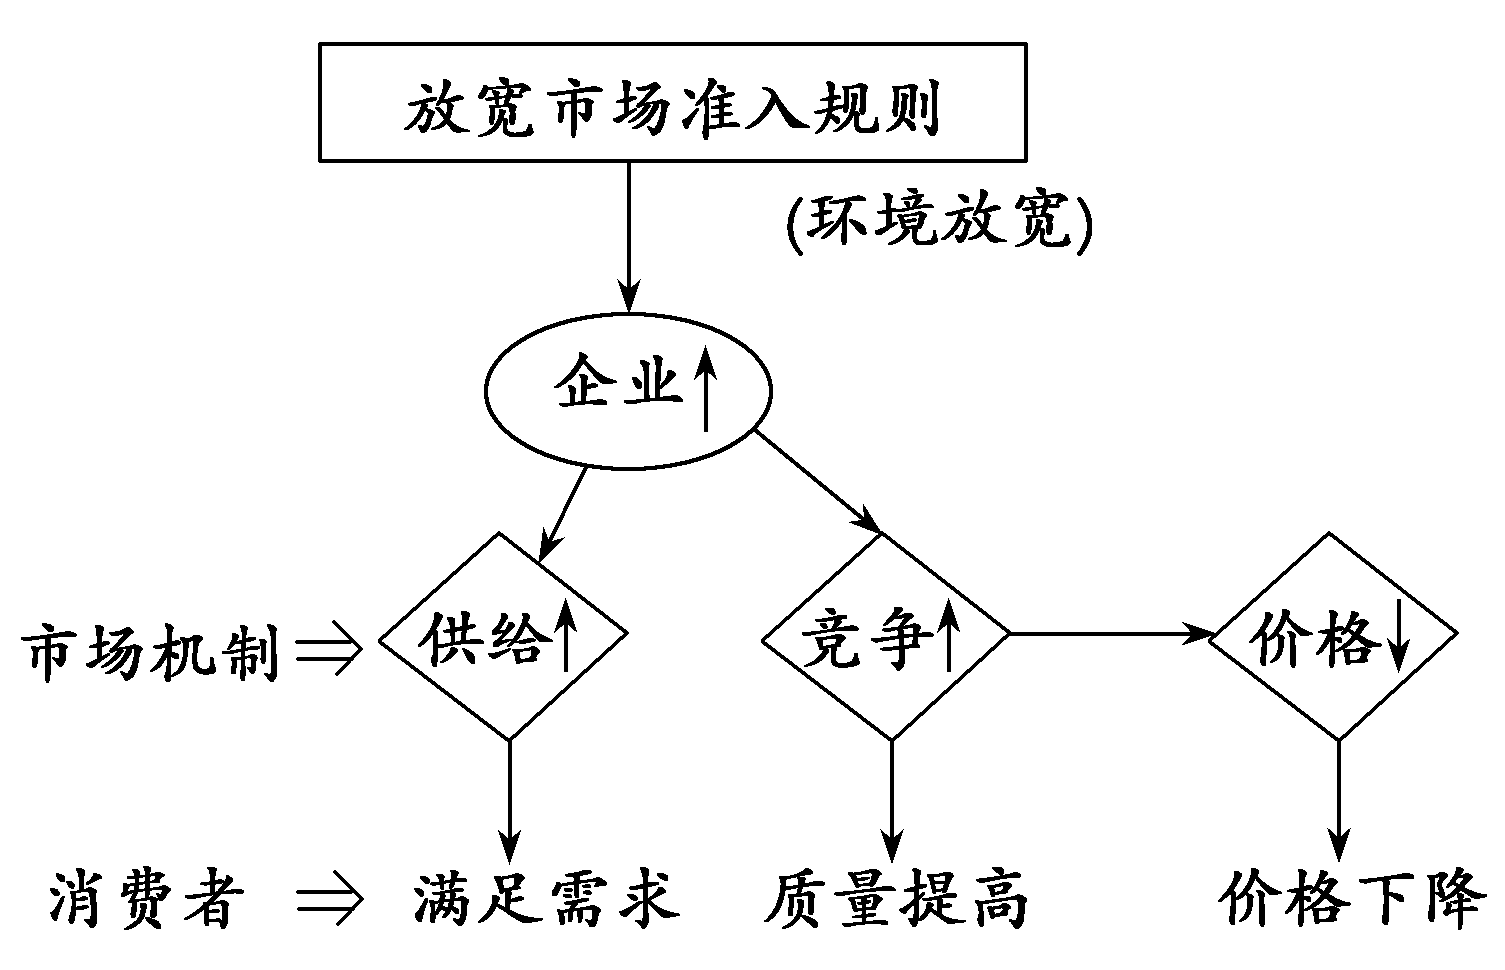 放宽市场准入规则
(环境放宽)
企业↑
市场机制⇒ 供给↑ 竞争↑ 价格↓
消费者 ⇒ 满足需求 质量提高 价格下降